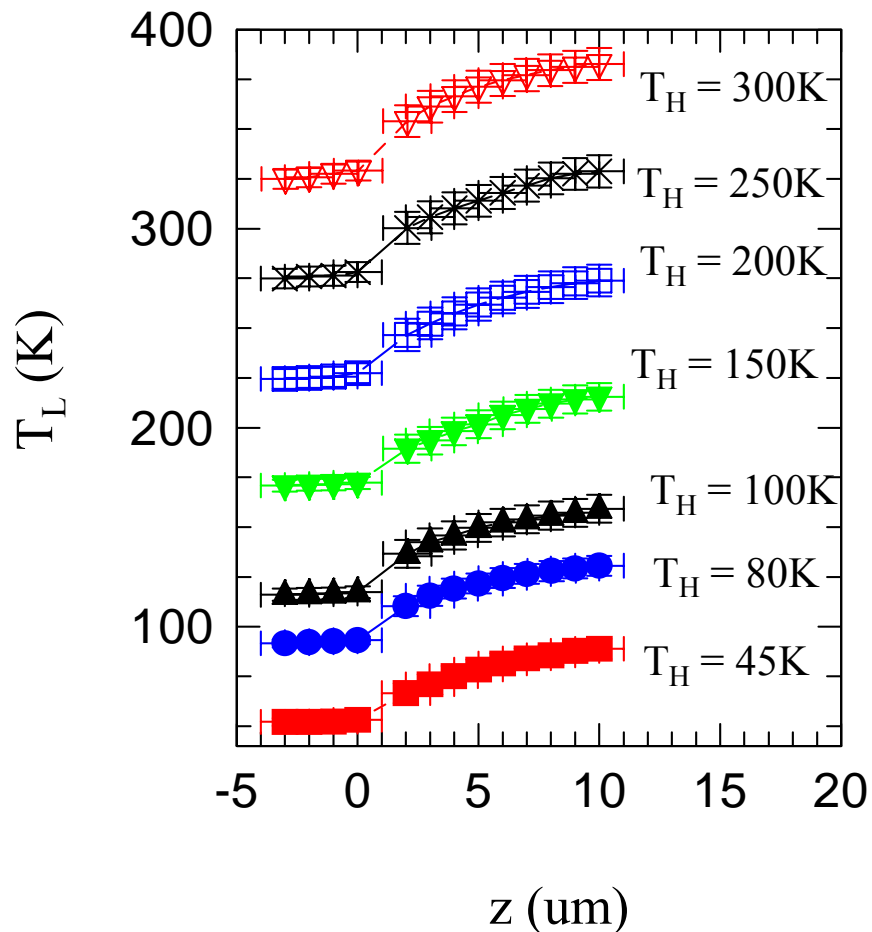 400
T_H = 300K
300
T_H = 250K
T_H = 200K
T_H = 150K
T_L (K)
200
T_H = 100K
T_H = 80K
100
T_H = 45K
-5 0 5 10 15 20
z (um)